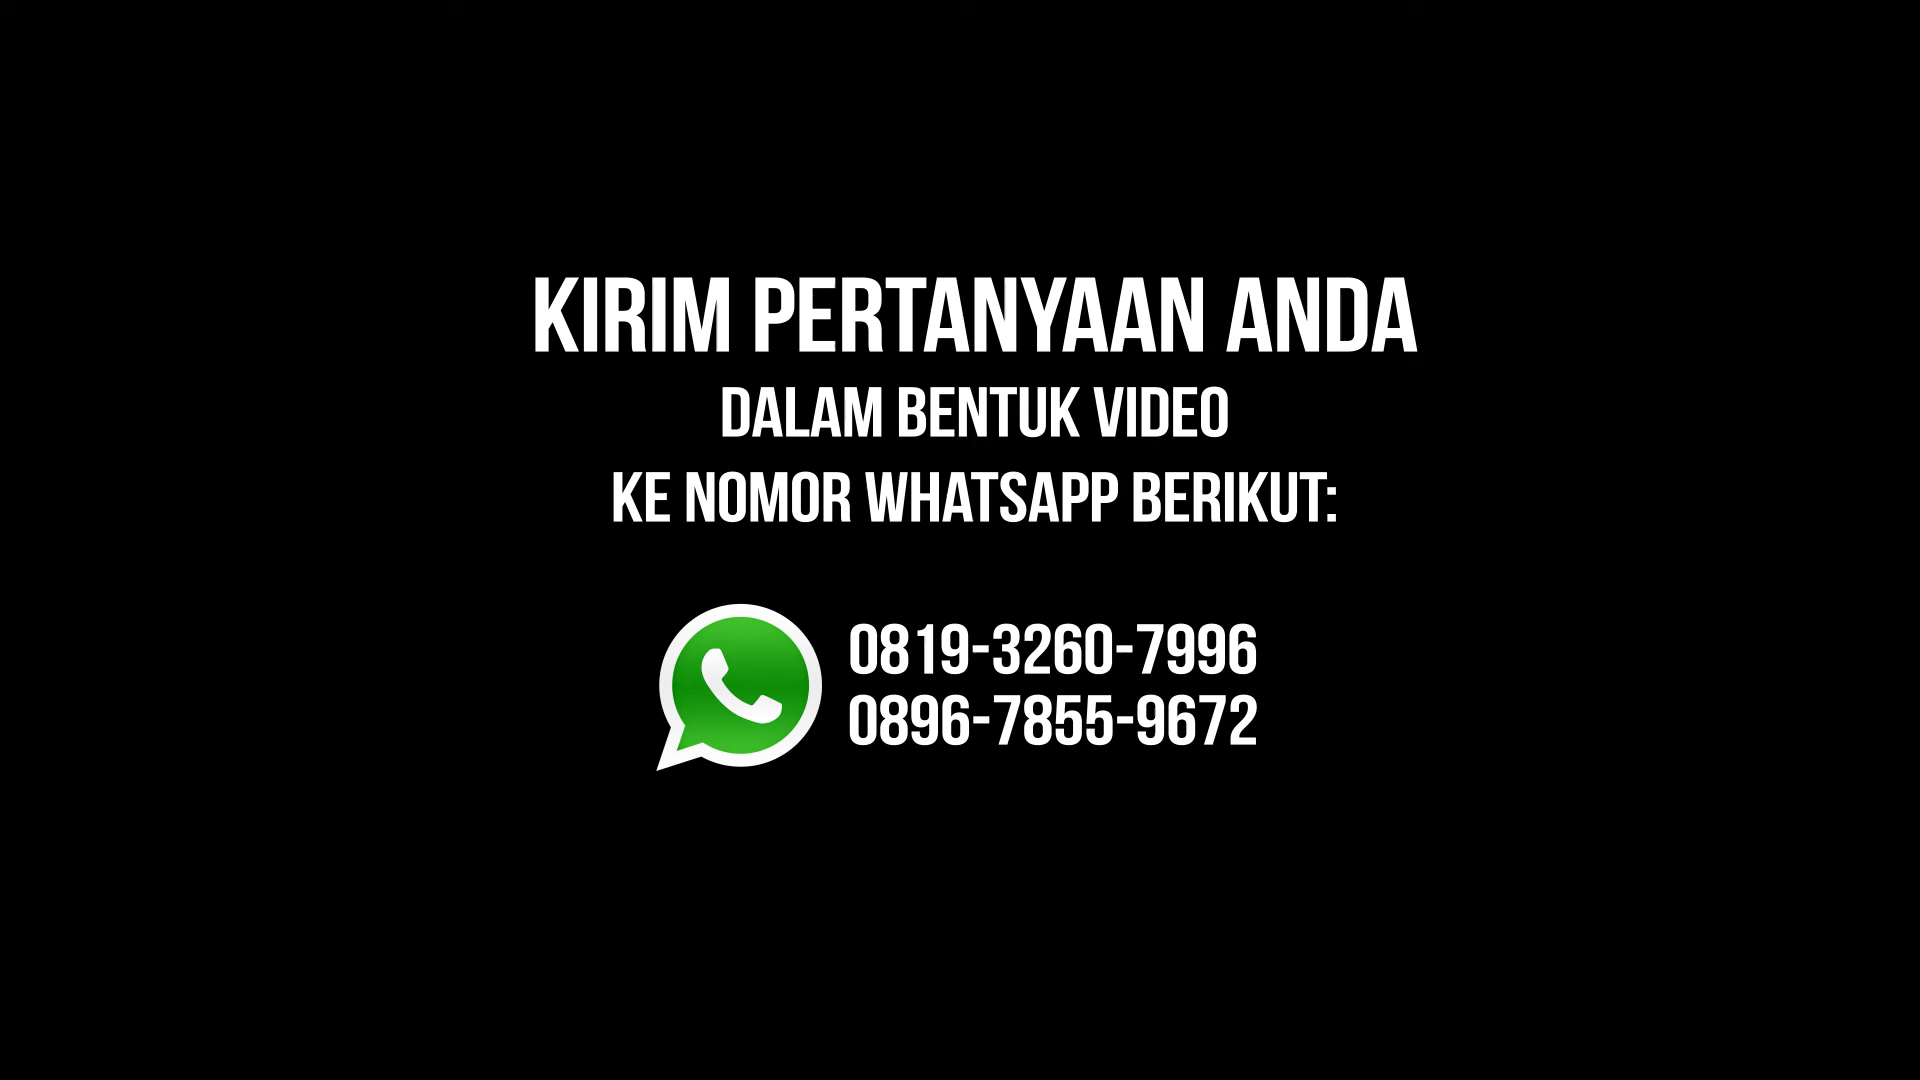 KIRIM PERTANYAAN ANDA
DALAM BENTUK VIDEO
KE NOMOR WHATSAPP BERIKUT:
0819-3260-7996
0896-7855-9672